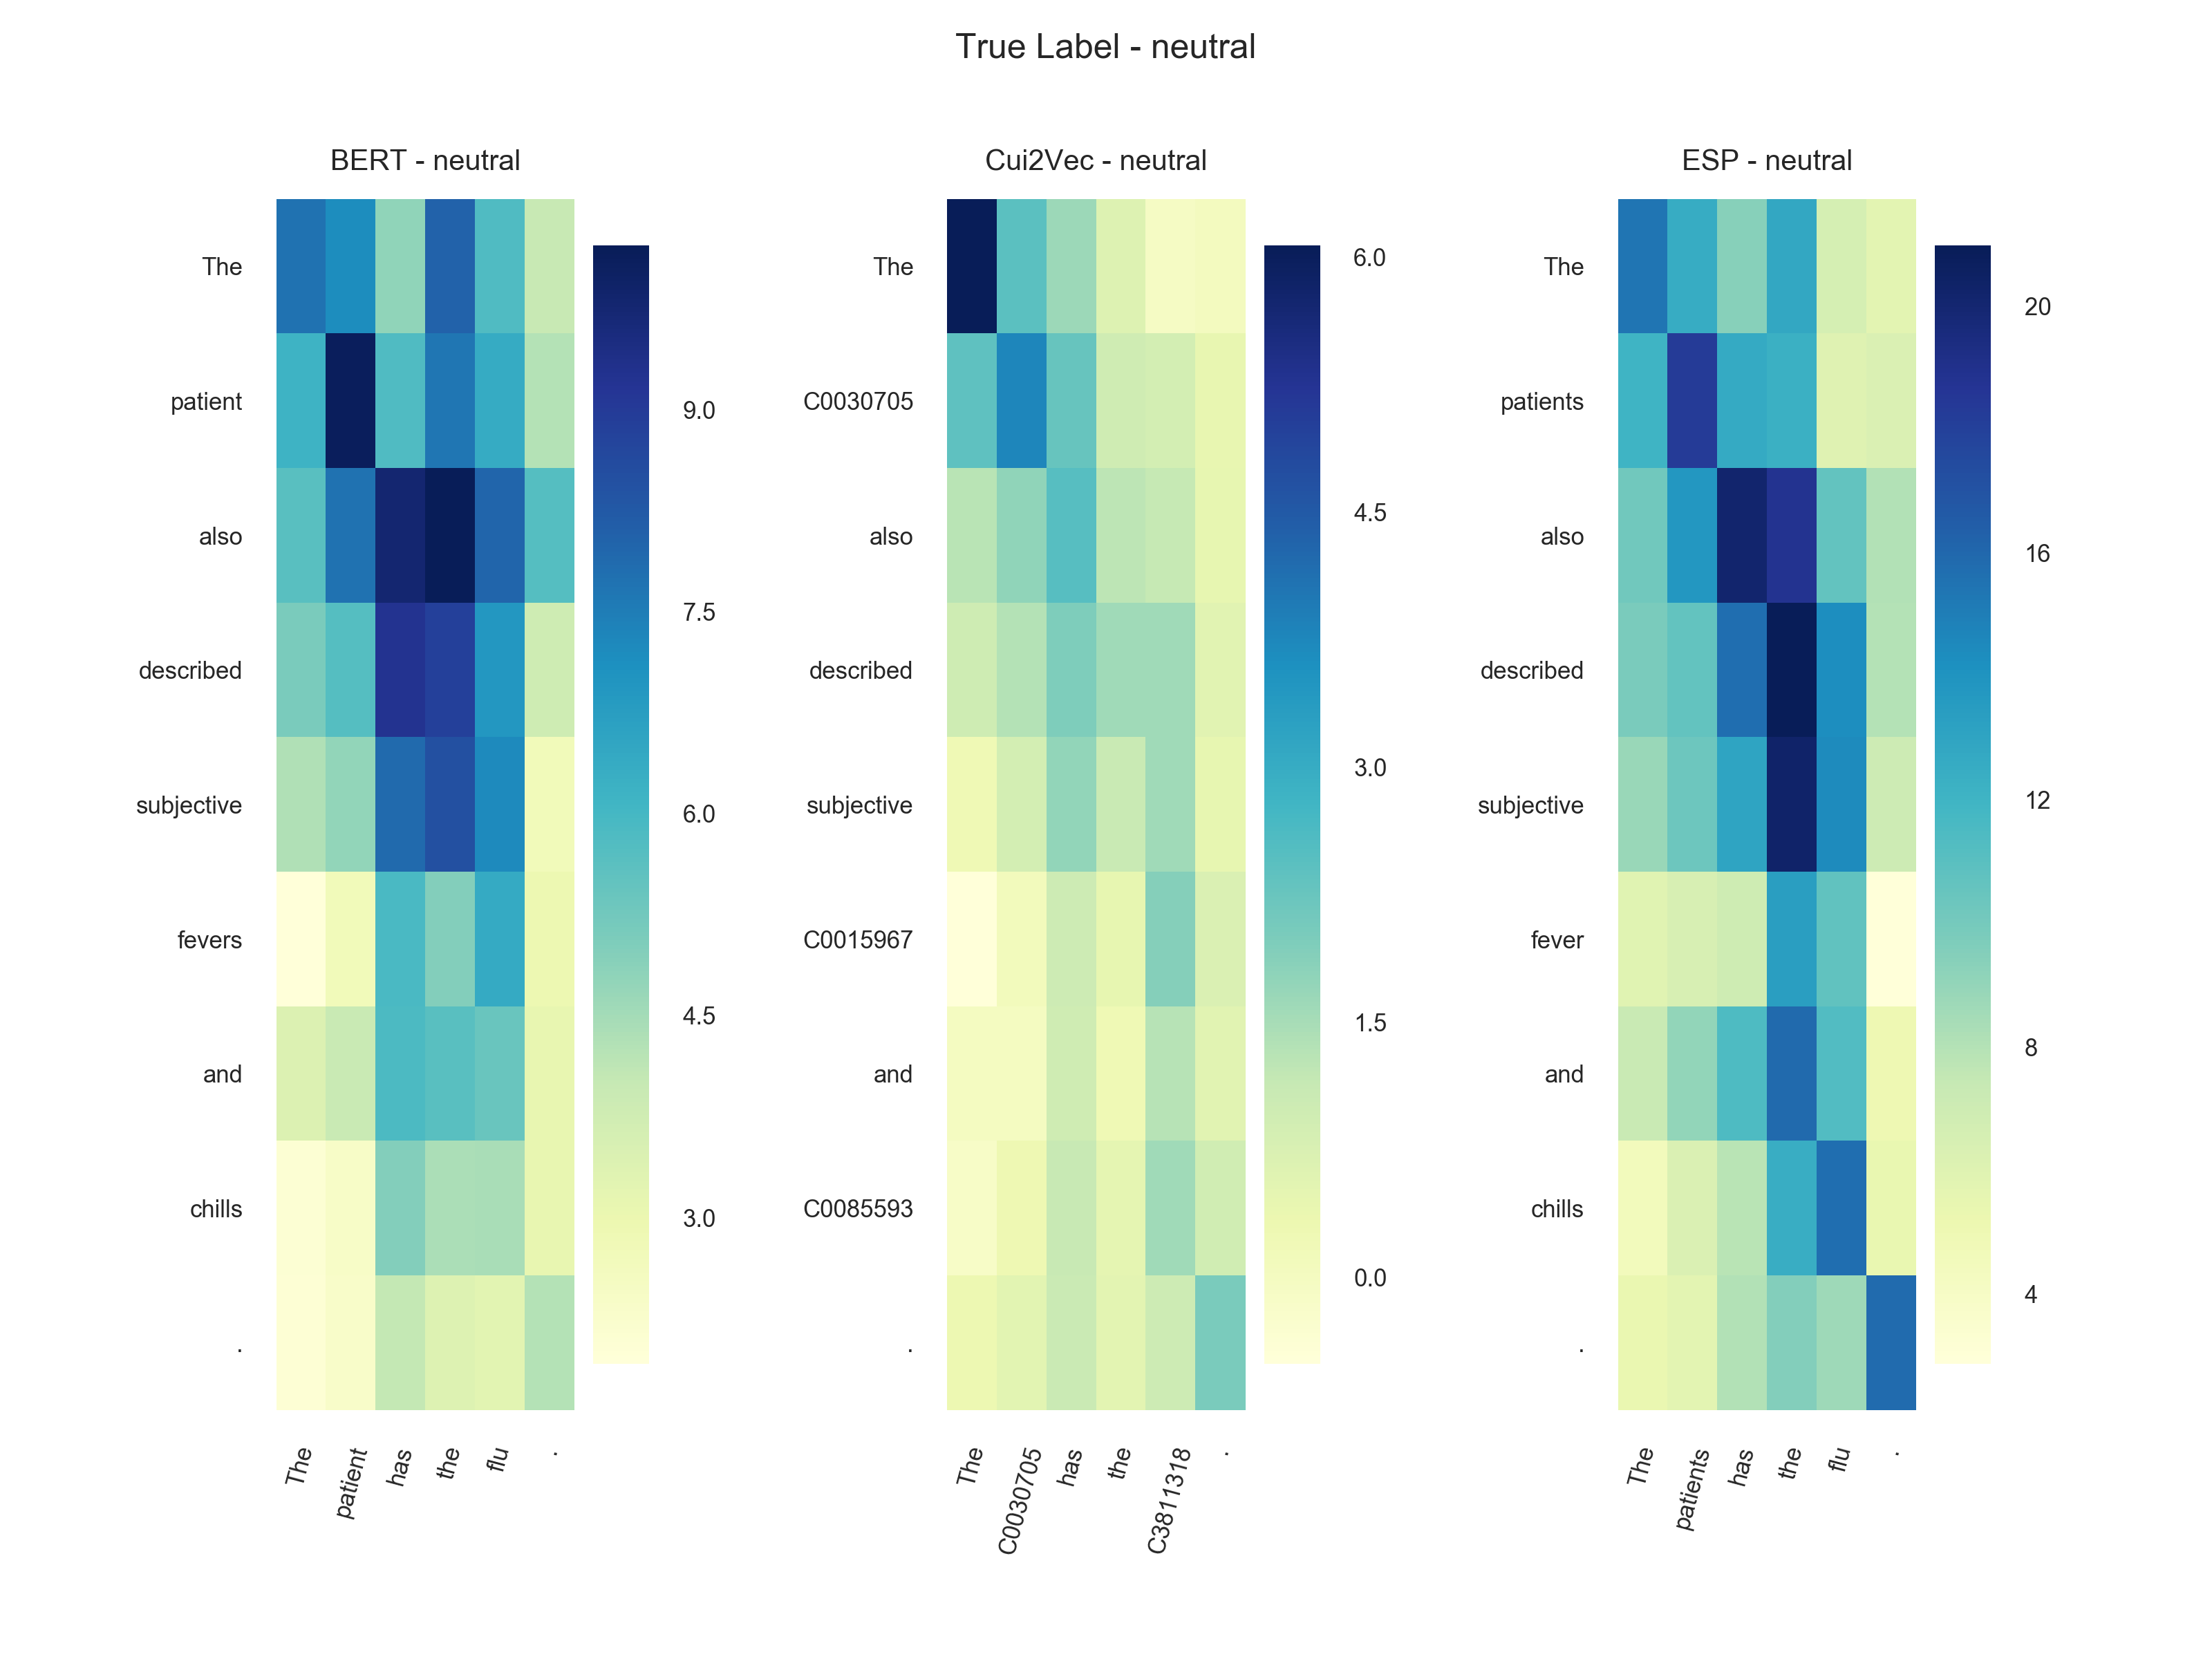 True Label - neutral
BERT - neutral
The
patient
also
described
subjective
fevers
and
chills
.
The
patient
has
the
flu
.
9.0
7.5
6.0
4.5
3.0
Cui2Vec - neutral
The
C0030705
also
described
subjective
C0015967
and
C0085593
.
The
C0030705
has
the
C3811318
.
6.0
4.5
3.0
1.5
0.0
ESP - neutral
The
patients
also
described
subjective
fever
and
chills
.
The
patients
has
the
flu
.
20
16
12
8
4